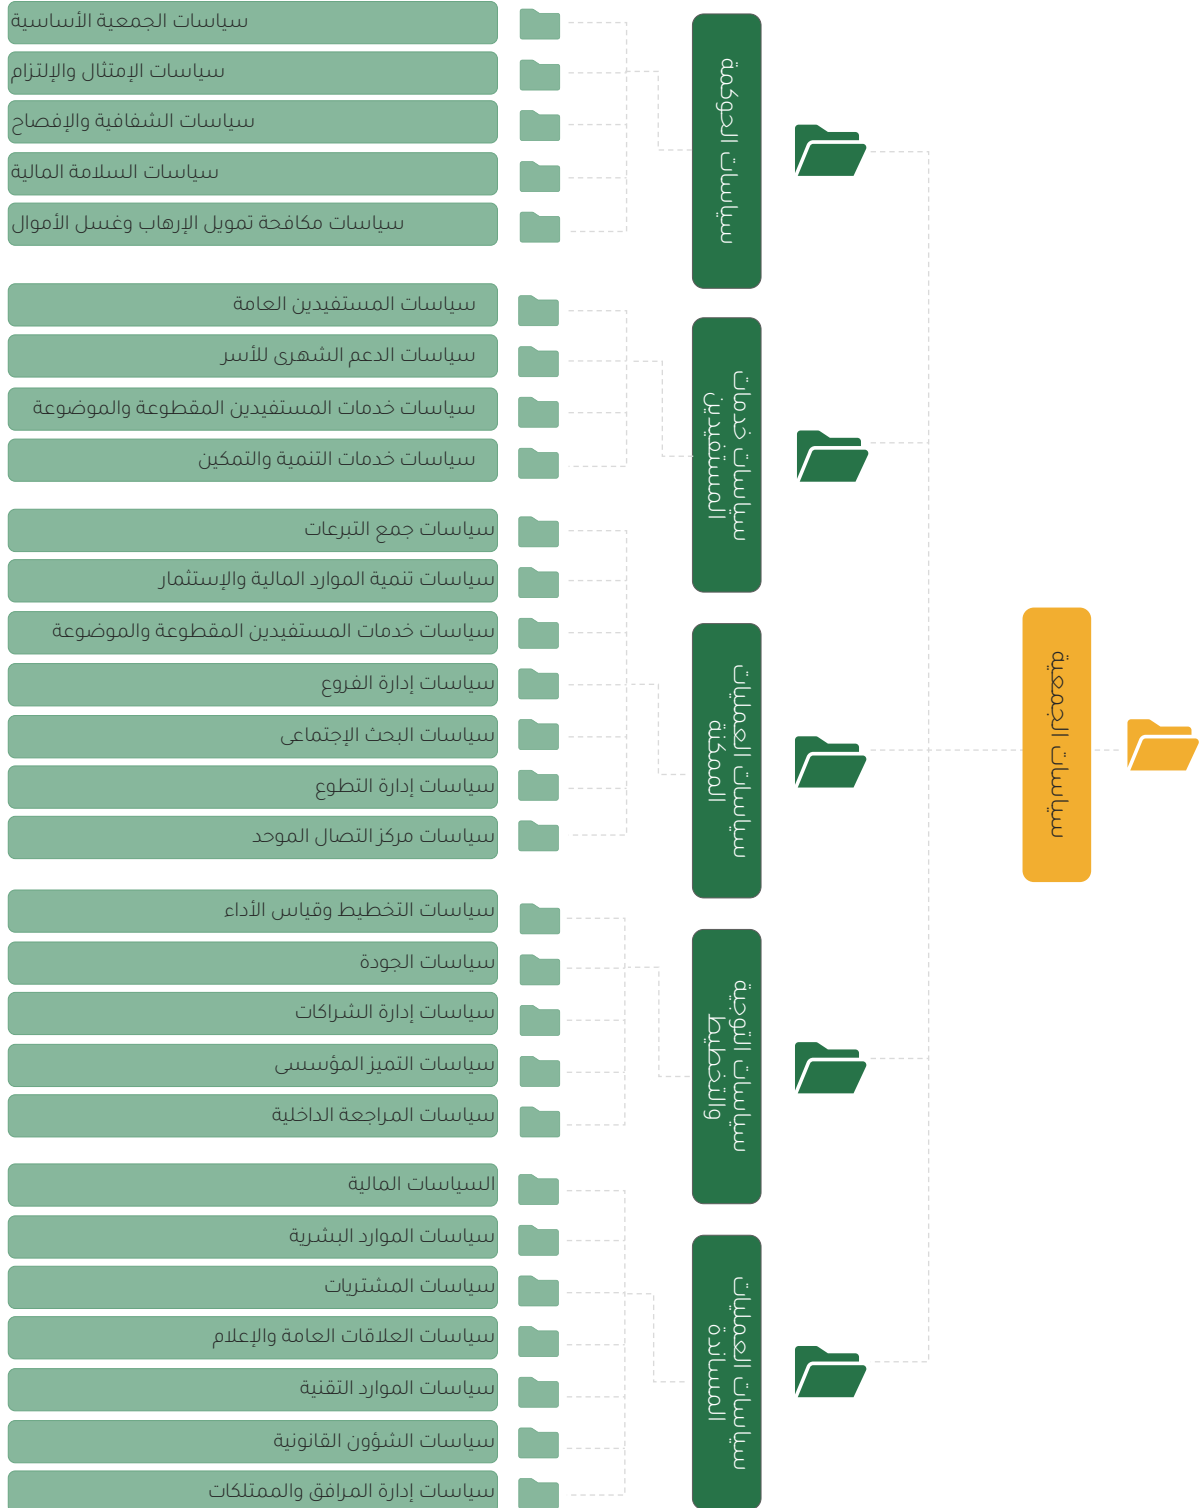 سياسات الجمعية
سياسات الحوكمة
سياسات الجمعية الأساسية
سياسات الإمتثال والإلتزام
سياسات الشفافية والإفصاح
سياسات السلامة المالية
سياسات مكافحة تمويل الإرهاب وغسل الأموال
سياسات خدمات
المستفيدين
سياسات المستفيدين العامة
سياسات الدعم الشهري للأسر
سياسات خدمات المستفيدين المقطوعة والموضوعة
سياسات خدمات التنمية والتمكين
سياسات العمليات
الممكنة
سياسات جمع التبرعات
سياسات تنمية الموارد المالية والإستثمار
سياسات خدمات المستفيدين المقطوعة والموضوعة
سياسات إدارة الفروع
سياسات البحث الإجتماعي
سياسات إدارة التطوع
سياسات مركز التصال الموحد
سياسات التوجية
والتخطيط
سياسات التخطيط وقياس الأداء
سياسات الجودة
سياسات إدارة الشراكات
سياسات التميز المؤسسي
سياسات المراجعة الداخلية
سياسات العمليات
المساندة
السياسات المالية
سياسات الموارد البشرية
سياسات المشتريات
سياسات العلاقات العامة والإعلام
سياسات الموارد التقنية
سياسات الشؤون القانونية
سياسات إدارة المرافق والممتلكات